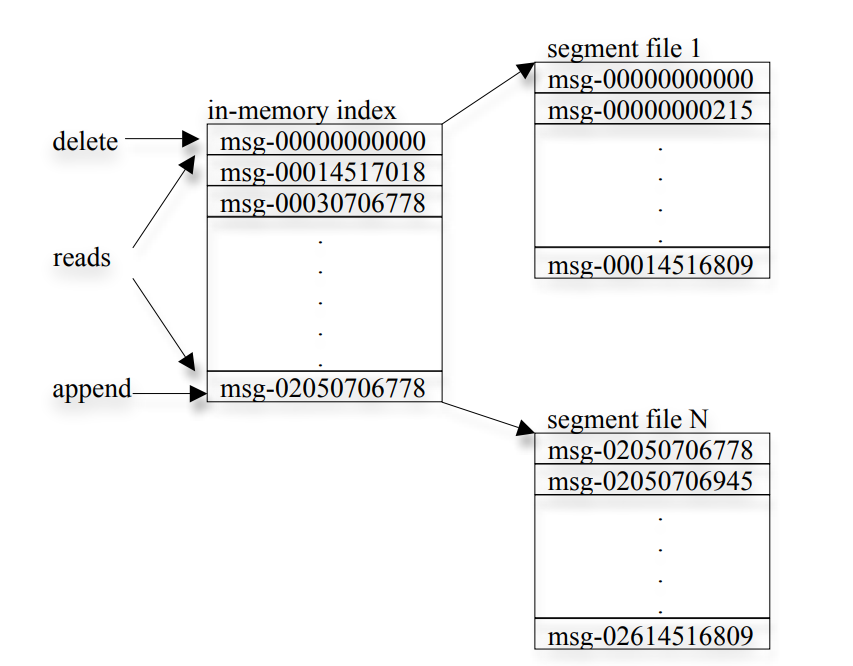 segment file 1
msg-00000000000
msg-00000000215
.
.
.
.
msg-00014516809
in-memory index
delete
msg-00000000000
msg-00014517018
msg-00030706778
reads
.
.
.
.
.
append
msg-02050706778
segment file N
msg-02050706778
msg-02050706945
.
.
.
.
msg-02614516809